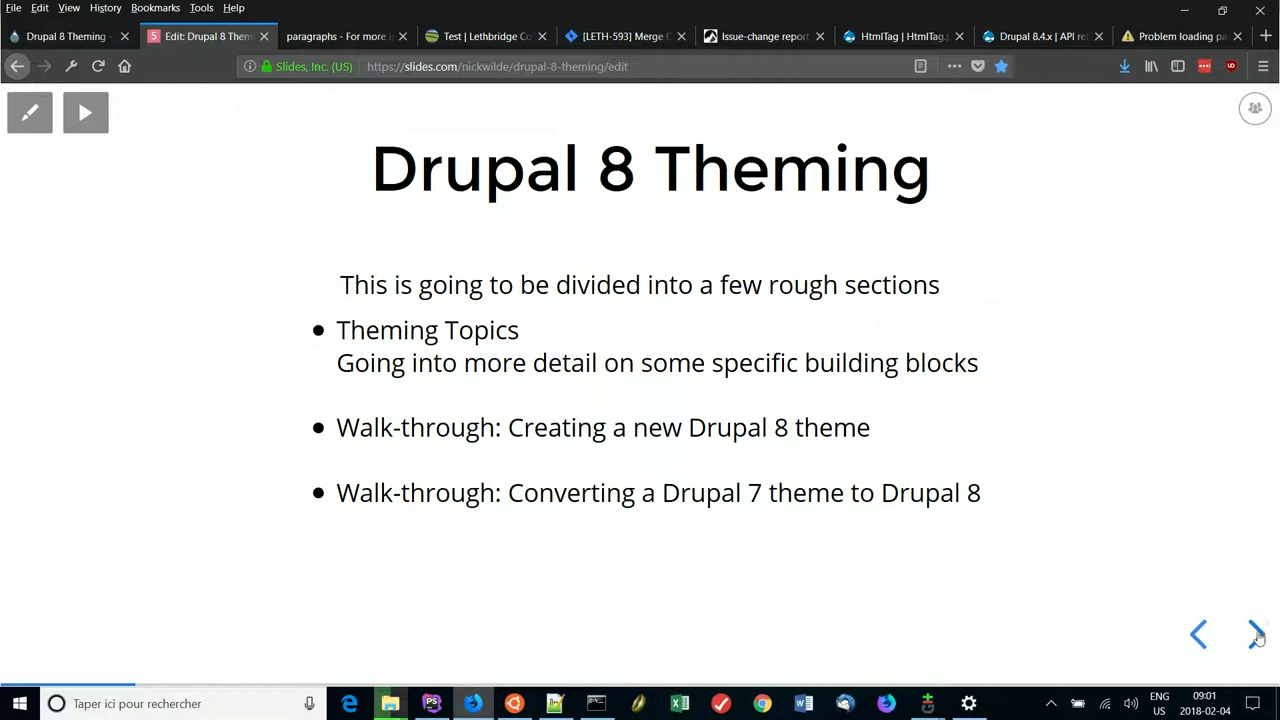 File Edit View History Bookmarks Tools Help
Drupal 8 Theming
Edit: Drupal 8 Them
paragraphs - For more i
Test | Lethbridge Co
[LETH-593] Merge C
Issue-change report
HtmlTag | HtmlTag.p
Drupal 8.4.x | API re
Problem loading pa
Slides, Inc. (US) https://slides.com/nickwilde/drupal-8-theming/edit
Drupal 8 Theming
This is going to be divided into a few rough sections
• Theming Topics
Going into more detail on some specific building blocks
• Walk-through: Creating a new Drupal 8 theme
• Walk-through: Converting a Drupal 7 theme to Drupal 8
Taper ici pour rechercher
ENG
US
09:01
2018-02-04